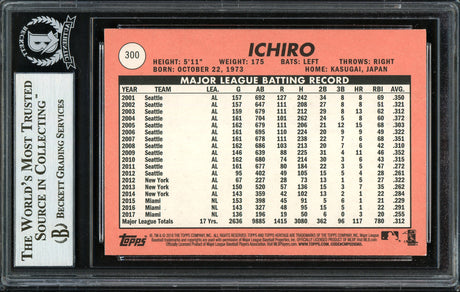 BECKETT
AUTHENTIC
The World's Most Trusted
Source in Collecting™
Beckett Grading Services
300
ICHIRO
HEIGHT: 5'11" WEIGHT: 175 BATS: LEFT THROWS: RIGHT
BORN: OCTOBER 22, 1973 HOME: KASUGAI, JAPAN
MAJOR LEAGUE BATTING RECORD
YEAR TEAM LEA. G AB R H 2B 3B HR RBI AVG.
2001 Seattle AL 157 692 127 242 34 8 8 69 .350
2002 Seattle AL 157 647 111 208 27 8 8 51 .321
2003 Seattle AL 159 679 111 212 29 8 13 62 .312
2004 Seattle AL 161 704 101 262 24 5 8 60 .372
2005 Seattle AL 162 679 111 206 21 12 15 68 .303
2006 Seattle AL 161 695 110 224 20 9 9 49 .322
2007 Seattle AL 161 678 111 238 22 7 6 68 .351
2008 Seattle AL 162 686 103 213 20 7 6 42 .310
2009 Seattle AL 146 639 88 225 31 4 11 46 .352
2010 Seattle AL 162 680 74 214 30 3 6 43 .315
2011 Seattle AL 161 677 80 184 22 3 5 47 .272
2012 Seattle AL 95 402 49 105 15 5 4 28 .261
2012 New York AL 67 227 28 73 13 1 5 27 .322
2013 New York AL 150 520 57 136 15 3 7 35 .262
2014 New York AL 143 359 42 102 13 2 1 22 .284
2015 Miami NL 153 398 45 91 5 6 1 21 .229
2016 Miami NL 143 327 48 95 15 5 1 22 .291
2017 Miami NL 136 196 19 50 6 0 3 20 .255
Major League Totals 17 Yrs. 2636 9885 1415 3080 362 96 117 780 .312
TOPPS